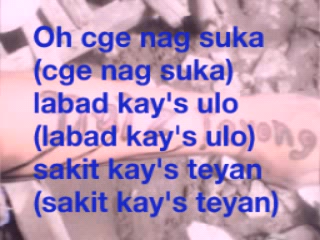 Oh cge nag suka
(cge nag suka)
labad kay's ulo
(labad kay's ulo)
sakit kay's teyan
(sakit kay's teyan)